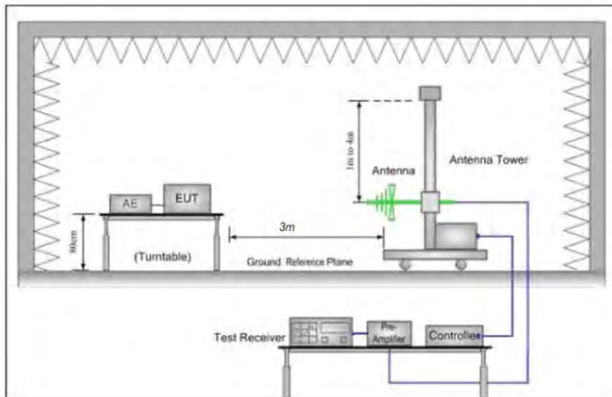 1m to 4m
Antenna
Antenna Tower
AE
EUT
80cm
(Turntable)
3m
Ground Reference Plane
Test Receiver
Pre-
Amplifier
Controller